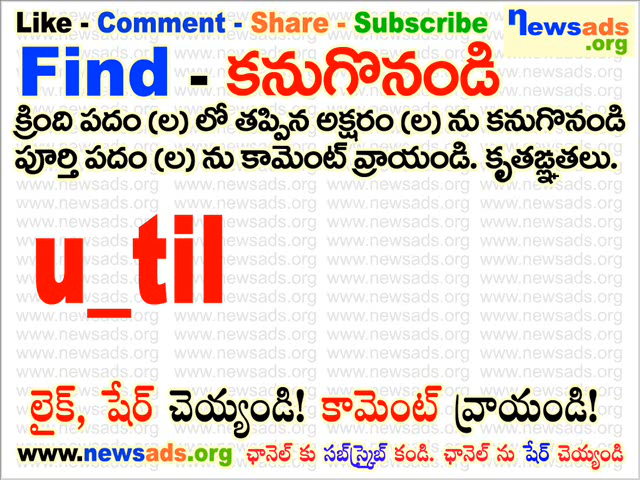 Like - Comment - Share - Subscribe
newsads
.org
Find - కనుగొనండి
క్రింది పదం (ల) లో తప్పిన అక్షరం (ల) ను కనుగొనండి
పూర్తి పదం (ల) ను కామెంట్ వ్రాయండి. కృతజ్ఞతలు.
u_til
లైక్, షేర్ చెయ్యండి! కామెంట్ వ్రాయండి!
www.newsads.org ఛానెల్ కు సబ్‌స్క్రైబ్ కండి. ఛానెల్ ను షేర్ చెయ్యండి